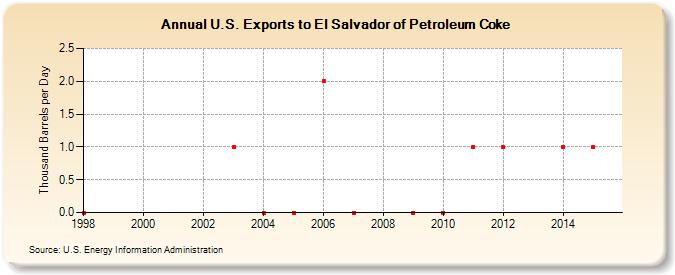 Annual U.S. Exports to El Salvador of Petroleum Coke
Thousand Barrels per Day
2.5
2.0
1.5
1.0
0.5
0.0
1998 2000 2002 2004 2006 2008 2010 2012 2014
Source: U.S. Energy Information Administration